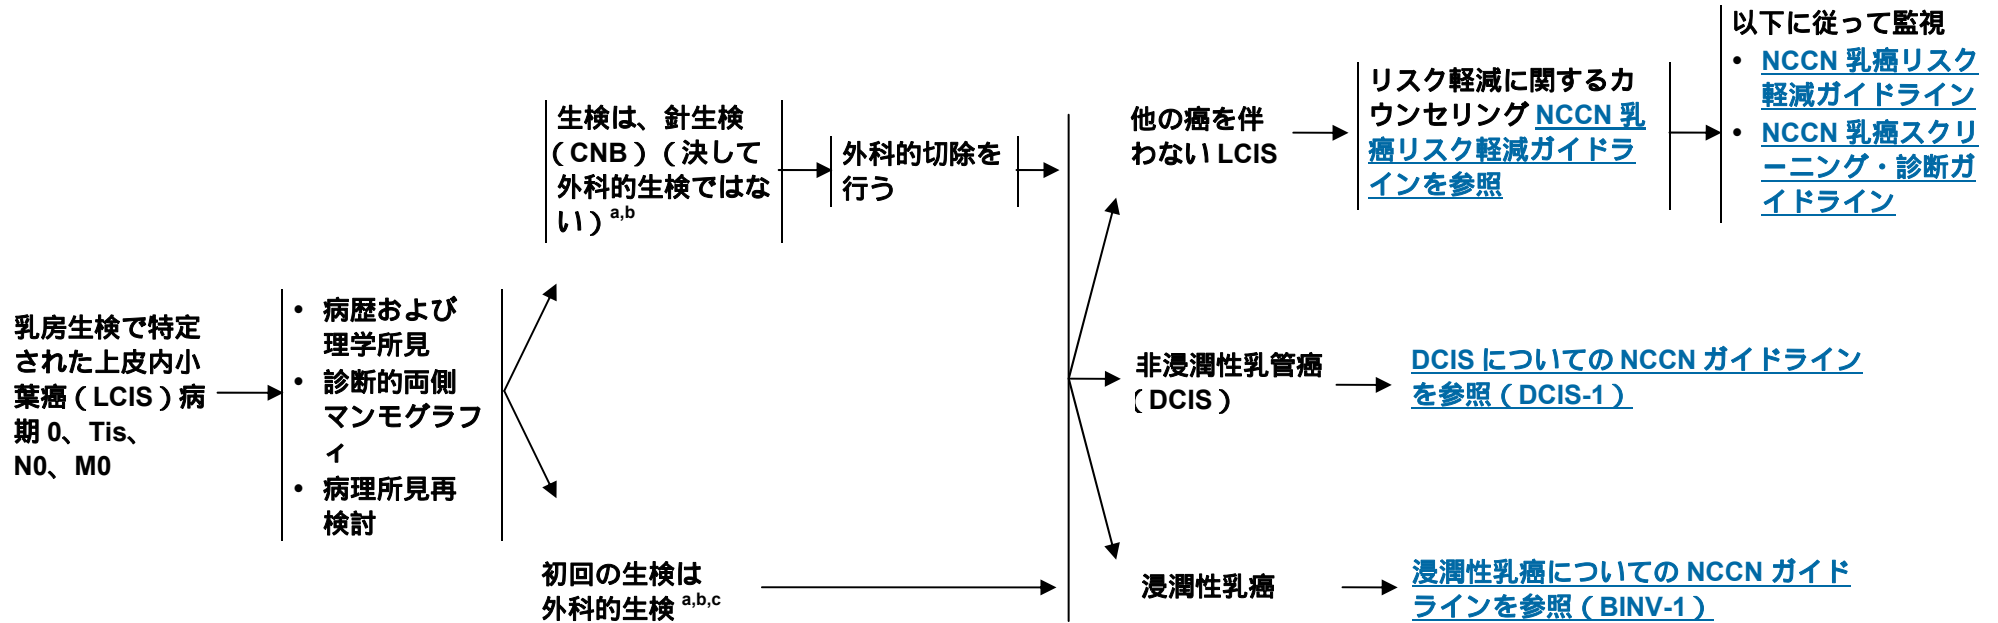 乳房生検で特定
された上皮内小
葉癌（LCIS）病
期 0、Tis、
N0、M0
• 病歴および
理学所見
• 診断的両側
マンモグラフ
ィ
• 病理所見再
検討
生検は、針生検
（CNB）（決して
外科的生検ではな
い）a,b
外科的切除を
行う
初回の生検は
外科的生検 a,b,c
他の癌を伴
わない LCIS
リスク軽減に関するカ
ウンセリング NCCN 乳
癌リスク軽減ガイドラ
インを参照
以下に従って監視
• NCCN 乳癌リスク
軽減ガイドライン
• NCCN 乳癌スクリ
ーニング・診断ガ
イドライン
非浸潤性乳管癌
（DCIS）
DCIS についての NCCN ガイドライン
を参照（DCIS-1）
浸潤性乳癌
浸潤性乳癌についての NCCN ガイド
ラインを参照（BINV-1）